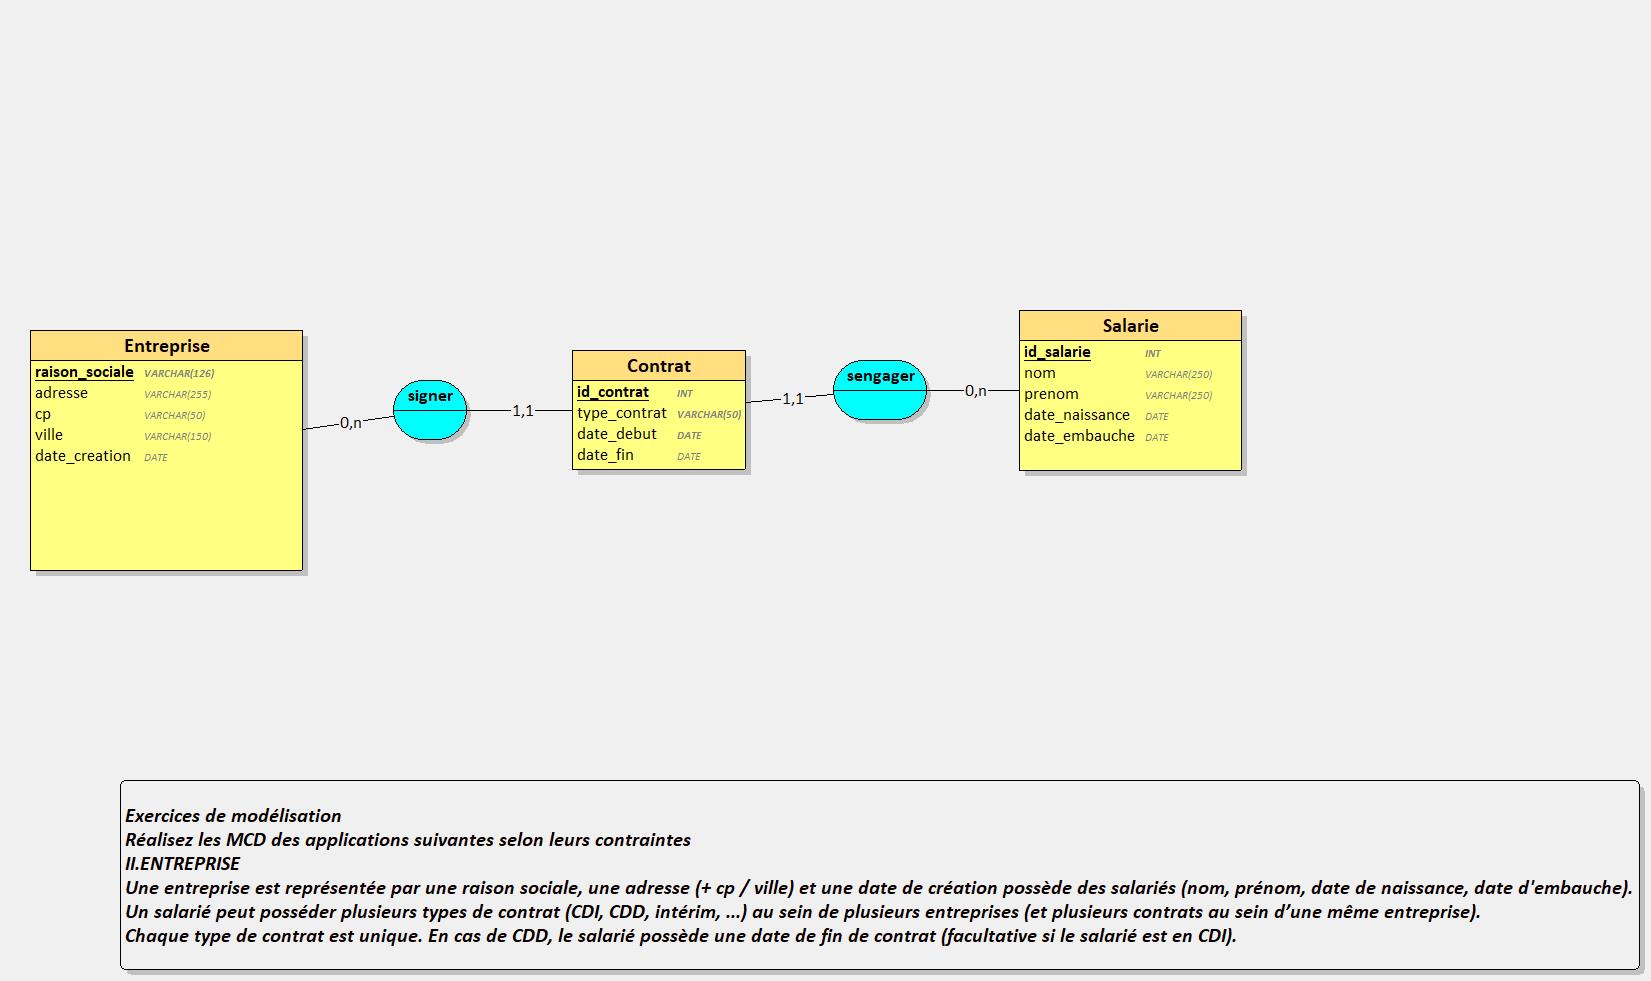 Entreprise
raison_sociale VARCHAR(126)
adresse VARCHAR(255)
cp VARCHAR(50)
ville VARCHAR(150)
date_creation DATE
0,n
signer
1,1
Contrat
id_contrat INT
type_contrat VARCHAR(50)
date_debut DATE
date_fin DATE
1,1
sengager
0,n
Salarie
id_salarie INT
nom VARCHAR(250)
prenom VARCHAR(250)
date_naissance DATE
date_embauche DATE
Exercices de modélisation
Réalisez les MCD des applications suivantes selon leurs contraintes
II.ENTREPRISE
Une entreprise est représentée par une raison sociale, une adresse (+ cp / ville) et une date de création possède des salariés (nom, prénom, date de naissance, date d'embauche).
Un salarié peut posséder plusieurs types de contrat (CDI, CDD, intérim, ...) au sein de plusieurs entreprises (et plusieurs contrats au sein d’une même entreprise).
Chaque type de contrat est unique. En cas de CDD, le salarié possède une date de fin de contrat (facultative si le salarié est en CDI).